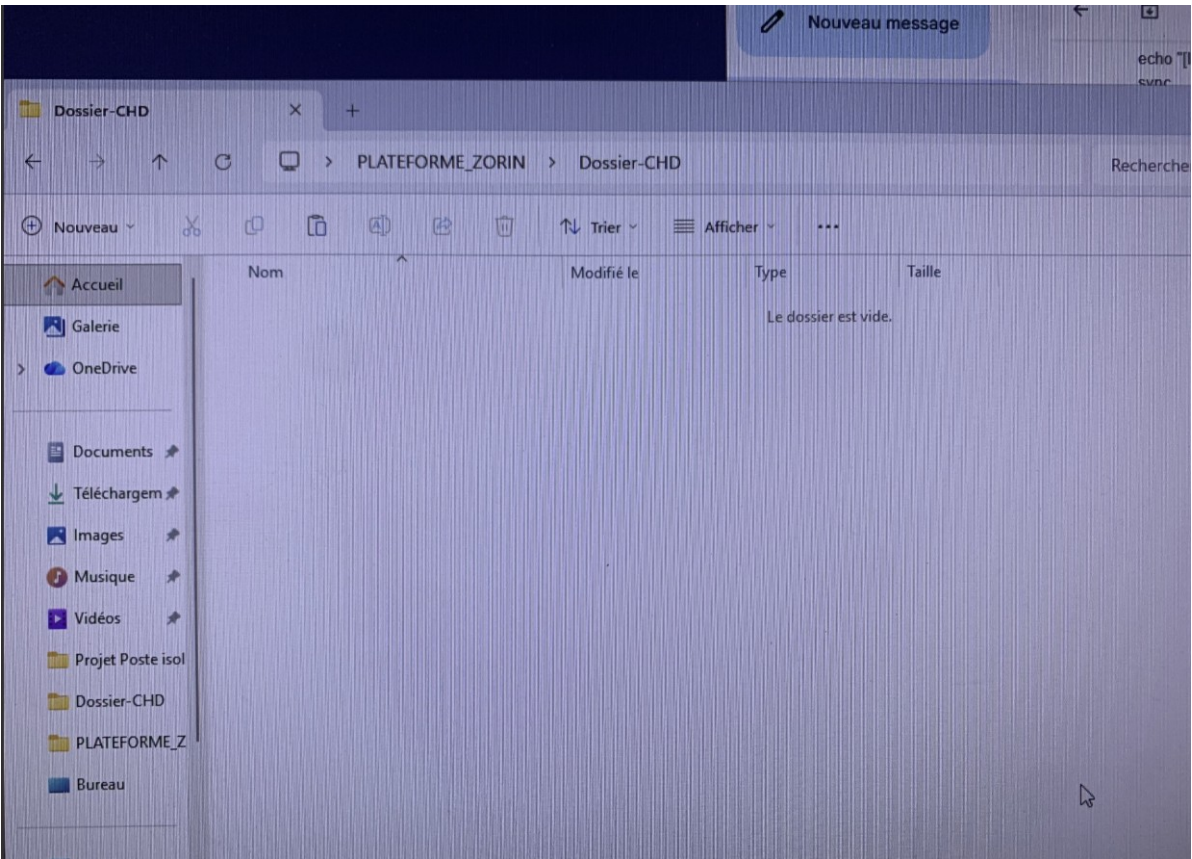 Nouveau message
echo "[
sync
Dossier-CHD
PLATEFORME_ZORIN > Dossier-CHD
Recherche
Nouveau
Trier
Afficher
Nom
Modifié le
Type
Taille
Le dossier est vide.
Accueil
Galerie
OneDrive
Documents
Téléchargem
Images
Musique
Vidéos
Projet Poste isol
Dossier-CHD
PLATEFORME_Z
Bureau